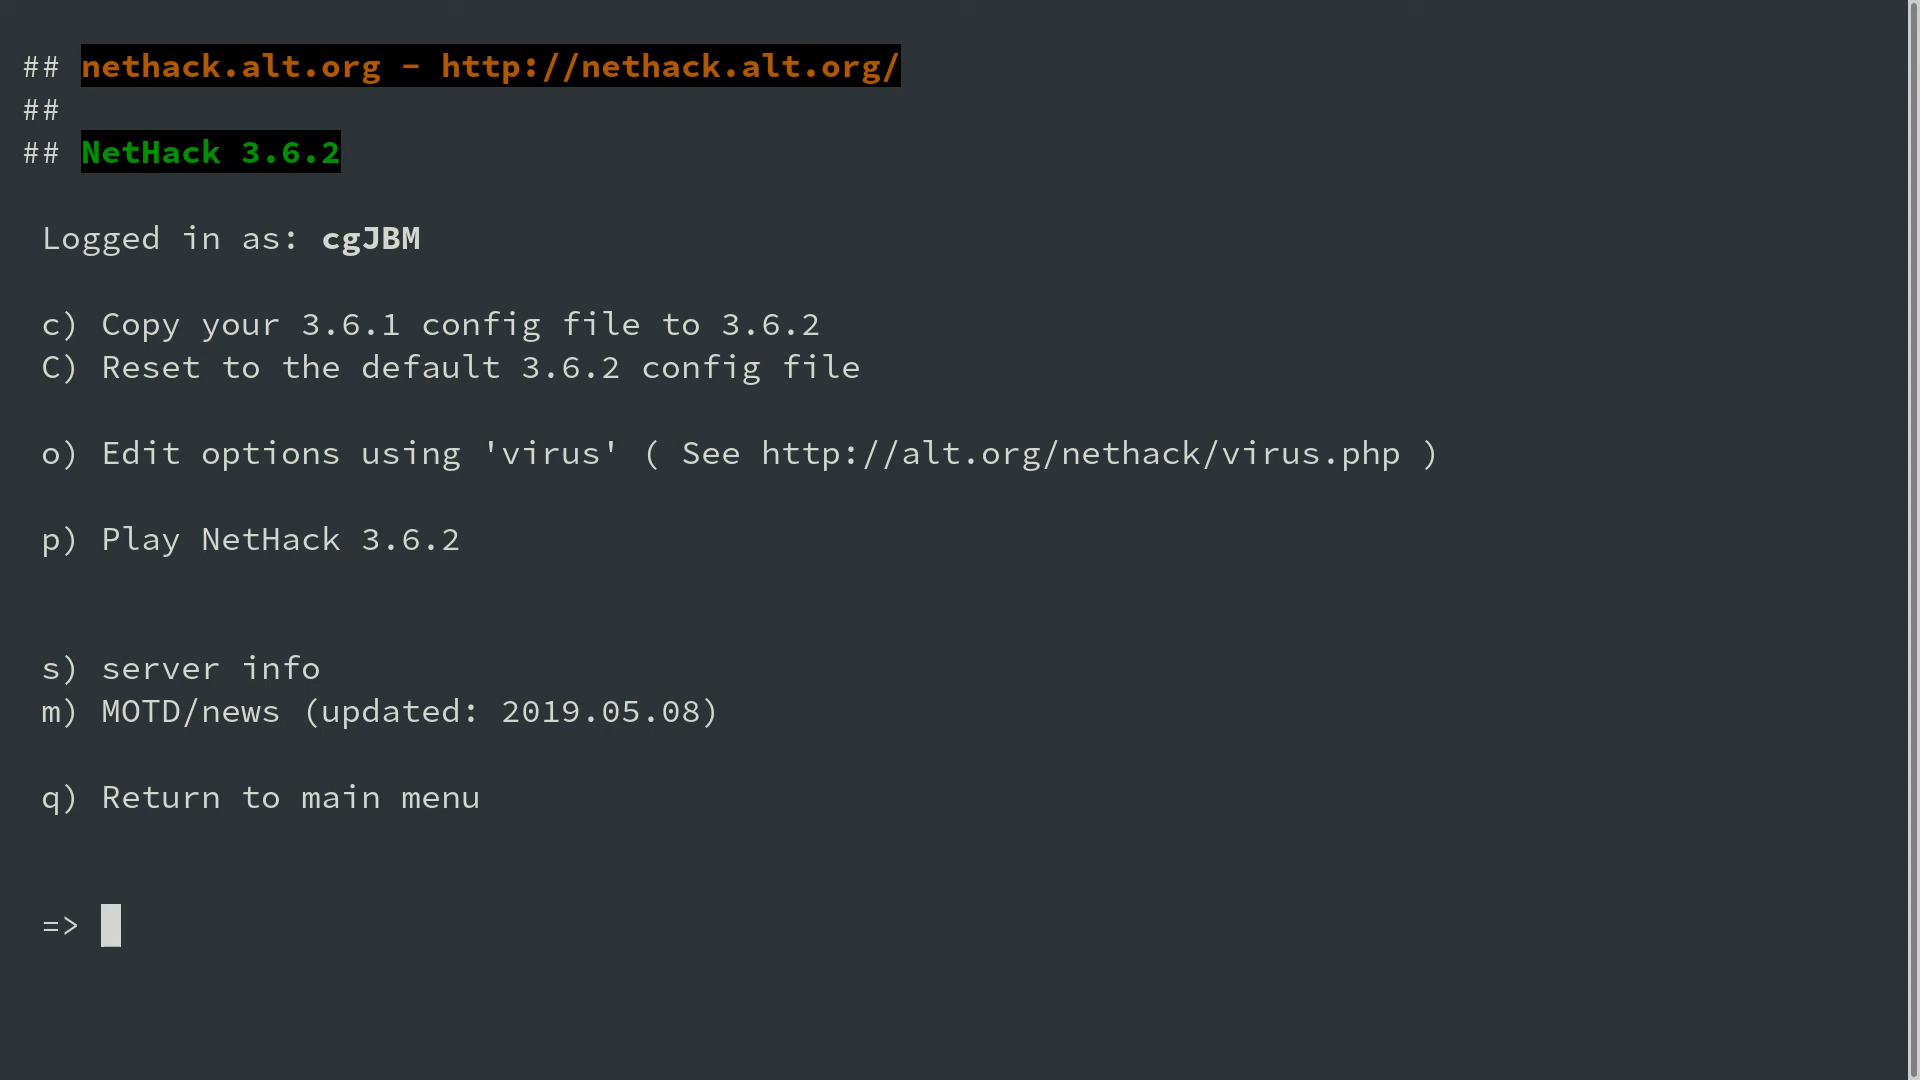 ## nethack.alt.org - http://nethack.alt.org/
##
## NetHack 3.6.2
Logged in as: cgJBM
c) Copy your 3.6.1 config file to 3.6.2
C) Reset to the default 3.6.2 config file
o) Edit options using 'virus' ( See http://alt.org/nethack/virus.php )
p) Play NetHack 3.6.2
s) server info
m) MOTD/news (updated: 2019.05.08)
q) Return to main menu
=>